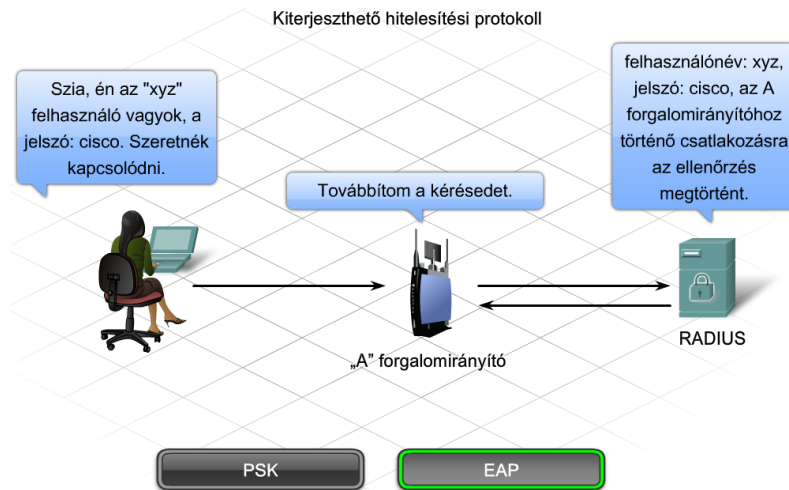 Kiterjeszthető hitelesítési protokoll
Szia, én az "xyz"
felhasználó vagyok, a
jelszó: cisco. Szeretnék
kapcsolódni.
Továbbítom a kérésedet.
felhasználónév: xyz,
jelszó: cisco, az A
forgalomirányítóhoz
történő csatlakozásra
az ellenőrzés
megtörtént.
„A” forgalomirányító
RADIUS
PSK
EAP